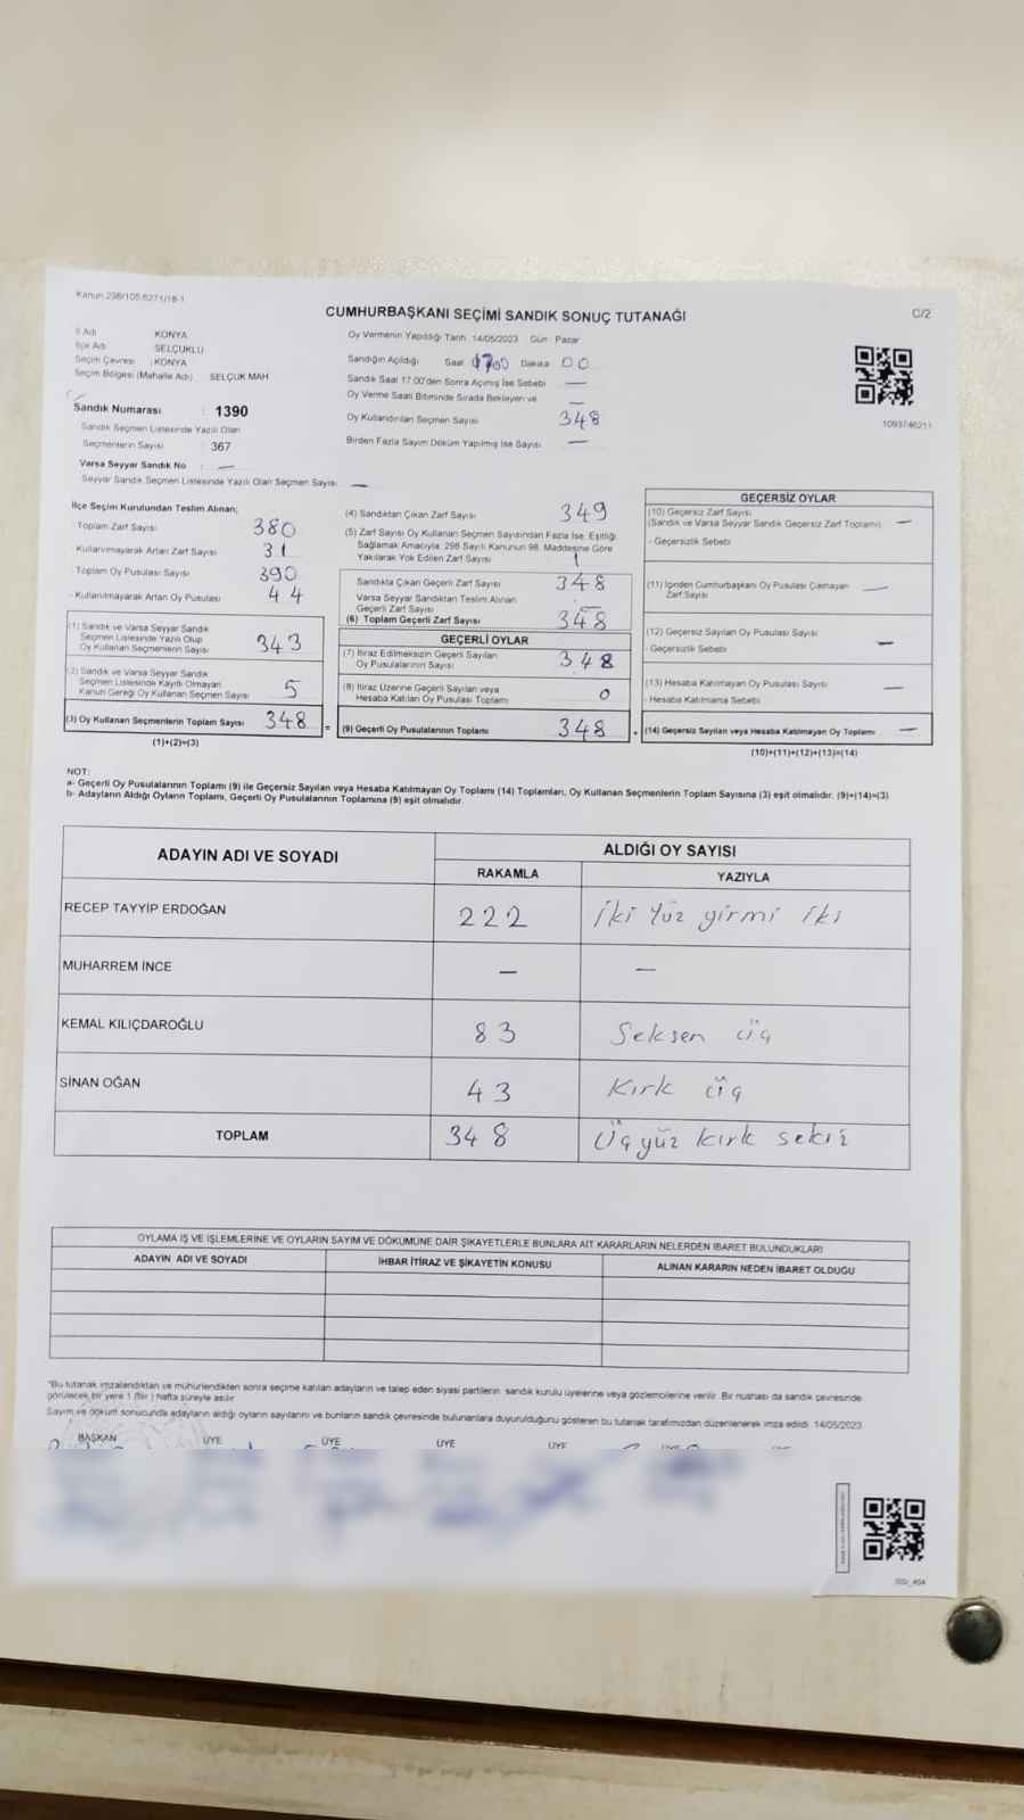 Kanun 298/105 6271/18-1
CUMHURBAŞKANI SEÇİMİ SANDIK SONUÇ TUTANAĞI
C/2
İl Adı KONYA
İlçe Adı SELÇUKLU
Seçim Çevresi : KONYA
Seçim Bölgesi (Mahalle Adı) SELÇUK MAH
Sandık Numarası : 1390
Sandık Seçmen Listesinde Yazılı Olan
Seçmenlerin Sayısı : 367
Varsa Seyyar Sandık No : —
Seyyar Sandık Seçmen Listesinde Yazılı Olan Seçmen Sayısı —
Oy Vermenin Yapıldığı Tarih 14/05/2023 Gün Pazar
Sandığın Açıldığı Saat 1700 Dakika 00
Sandık Saat 17:00'den Sonra Açılmış İse Sebebi —
Oy Verme Saati Bitiminde Sırada Bekleyen ve —
Oy Kullandırılan Seçmen Sayısı 348
Birden Fazla Sayım Döküm Yapılmış İse Sayısı —
İlçe Seçim Kurulundan Teslim Alınan;
Toplam Zarf Sayısı 380
Kullanılmayarak Artan Zarf Sayısı 31
Toplam Oy Pusulası Sayısı 390
- Kullanılmayarak Artan Oy Pusulası 44
(1) Sandık ve Varsa Seyyar Sandık
Seçmen Listesinde Yazılı Olup
Oy Kullanan Seçmenlerin Sayısı 343
(2) Sandık ve Varsa Seyyar Sandık
Seçmen Listesinde Kayıtlı Olmayan
Kanun Gereği Oy Kullanan Seçmen Sayısı 5
(3) Oy Kullanan Seçmenlerin Toplam Sayısı 348 =
(1)+(2)=(3)
(4) Sandıktan Çıkan Zarf Sayısı 349
(5) Zarf Sayısı Oy Kullanan Seçmen Sayısından Fazla İse, Eşitliği
Sağlamak Amacıyla, 298 Sayılı Kanunun 98. Maddesine Göre
Yakılarak Yok Edilen Zarf Sayısı 1
Sandıkta Çıkan Geçerli Zarf Sayısı 348
Varsa Seyyar Sandıktan Teslim Alınan
Geçerli Zarf Sayısı —
(6) Toplam Geçerli Zarf Sayısı 348
GEÇERLİ OYLAR
(7) İtiraz Edilmeksizin Geçerli Sayılan
Oy Pusulalarının Sayısı 348
(8) İtiraz Üzerine Geçerli Sayılan veya
Hesaba Katılan Oy Pusulası Toplamı 0
(9) Geçerli Oy Pusulalarının Toplamı 348 +
GEÇERSİZ OYLAR
(10) Geçersiz Zarf Sayısı
(Sandık ve Varsa Seyyar Sandık Geçersiz Zarf Toplamı) —
- Geçersizlik Sebebi
(11) İçinden Cumhurbaşkanı Oy Pusulası Çıkmayan
Zarf Sayısı —
(12) Geçersiz Sayılan Oy Pusulası Sayısı —
- Geçersizlik Sebebi
(13) Hesaba Katılmayan Oy Pusulası Sayısı —
- Hesaba Katılmama Sebebi
(14) Geçersiz Sayılan veya Hesaba Katılmayan Oy Toplamı —
(10)+(11)+(12)+(13)=(14)
NOT:
a- Geçerli Oy Pusulalarının Toplamı (9) ile Geçersiz Sayılan veya Hesaba Katılmayan Oy Toplamı (14) Toplamları, Oy Kullanan Seçmenlerin Toplam Sayısına (3) eşit olmalıdır. (9)+(14)=(3)
b- Adayların Aldığı Oyların Toplamı, Geçerli Oy Pusulalarının Toplamına (9) eşit olmalıdır.
ADAYIN ADI VE SOYADI
ALDIĞI OY SAYISI
RAKAMLA YAZIYLA
RECEP TAYYİP ERDOĞAN 222 iki yüz girmi iki
MUHARREM İNCE — —
KEMAL KILIÇDAROĞLU 83 Seksen üç
SİNAN OĞAN 43 Kırk üç
TOPLAM 348 Üç yüz kırk sekiz
OYLAMA İŞ VE İŞLEMLERİNE VE OYLARIN SAYIM VE DÖKÜMÜNE DAİR ŞİKAYETLERLE BUNLARA AİT KARARLARIN NELERDEN İBARET BULUNDUKLARI
ADAYIN ADI VE SOYADI İHBAR İTİRAZ VE ŞİKAYETİN KONUSU ALINAN KARARIN NEDEN İBARET OLDUĞU
*Bu tutanak imzalandıktan ve mühürlendikten sonra seçime katılan adayların ve talep eden siyasi partilerin sandık kurulu üyelerine veya gözlemcilerine verilir. Bir nüshası da sandık çevresinde
görülecek bir yere 1 (Bir) hafta süreyle asılır.
Sayım ve döküm sonucunda adayların aldığı oyların sayılarını ve bunların sandık çevresinde bulunanlara duyurulduğunu gösteren bu tutanak tarafımızdan düzenlenerek imza edildi. 14/05/2023
BAŞKAN ÜYE ÜYE ÜYE ÜYE ÜYE